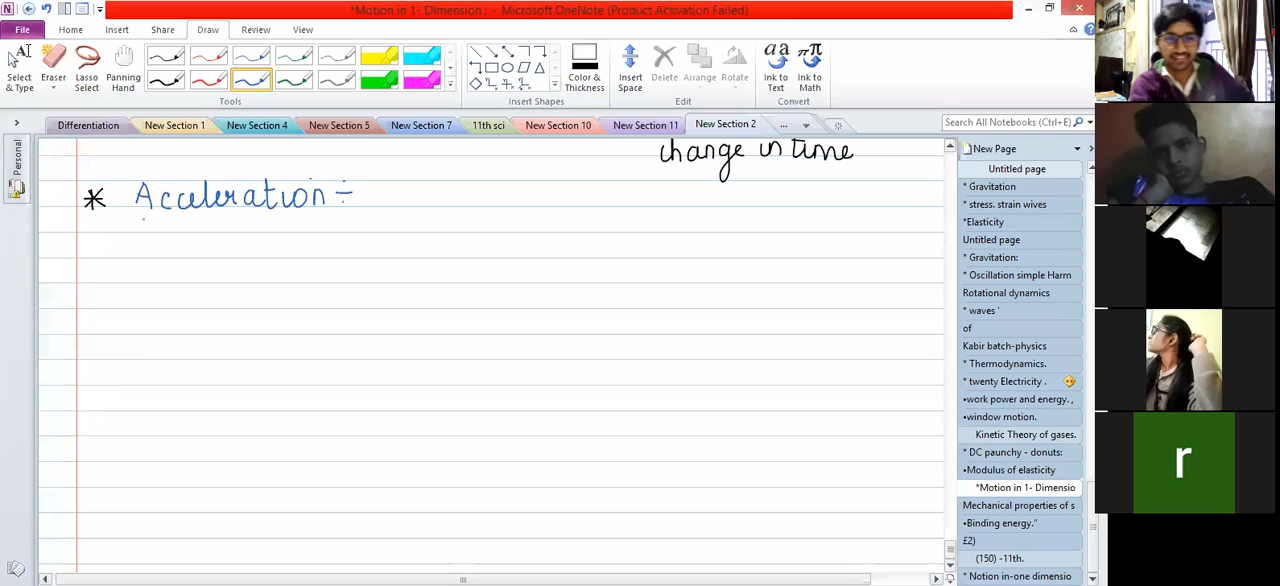 *Motion in 1- Dimension : - Microsoft OneNote (Product Activation Failed)
File Home Insert Share Draw Review View
Select & Type
Eraser
Lasso Select
Panning Hand
Color & Thickness
Insert Space
Delete
Arrange
Rotate
Ink to Text
Ink to Math
Tools
Insert Shapes
Edit
Convert
Differentiation New Section 1 New Section 4 New Section 5 New Section 7 11th sci New Section 10 New Section 11 New Section 2 ... Search All Notebooks (Ctrl+E)
Personal
change in time
* Acceleration :-
New Page
Untitled page
* Gravitation
* stress. strain wives
*Elasticity
Untitled page
* Gravitation:
* Oscillation simple Harm
Rotational dynamics
* waves '
of
Kabir batch-physics
* Thermodynamics.
* twenty Electricity .
•work power and energy. ,
•window motion.
Kinetic Theory of gases.
* DC paunchy - donuts:
•Modulus of elasticity
*Motion in 1- Dimensio
Mechanical properties of s
•Binding energy."
£2)
(150) -11th.
* Notion in-one dimensio
r